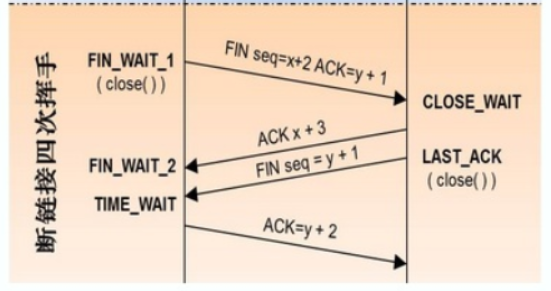 断链接四次挥手
FIN_WAIT_1
( close( ) )
FIN seq=x+2 ACK=y + 1
CLOSE_WAIT
ACK x + 3
FIN_WAIT_2
FIN seq = y + 1
LAST_ACK
( close( ) )
TIME_WAIT
ACK=y + 2